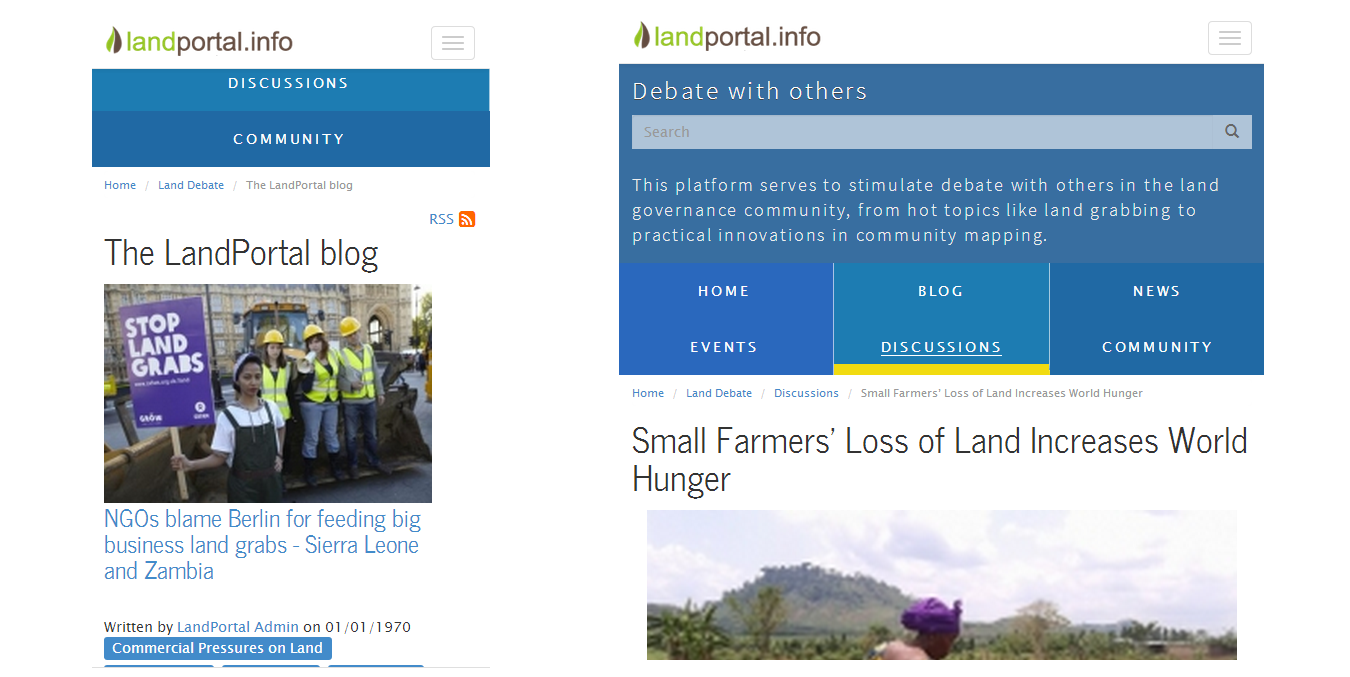 landportal.info
DISCUSSIONS
COMMUNITY
Home / Land Debate / The LandPortal blog
RSS
The LandPortal blog
STOP
LAND
GRABS
GROW
Oxfam
NGOs blame Berlin for feeding big
business land grabs - Sierra Leone
and Zambia
Written by LandPortal Admin on 01/01/1970
Commercial Pressures on Land
landportal.info
Debate with others
Search
This platform serves to stimulate debate with others in the land
governance community, from hot topics like land grabbing to
practical innovations in community mapping.
HOME BLOG NEWS
EVENTS DISCUSSIONS COMMUNITY
Home / Land Debate / Discussions / Small Farmers' Loss of Land Increases World Hunger
Small Farmers’ Loss of Land Increases World
Hunger